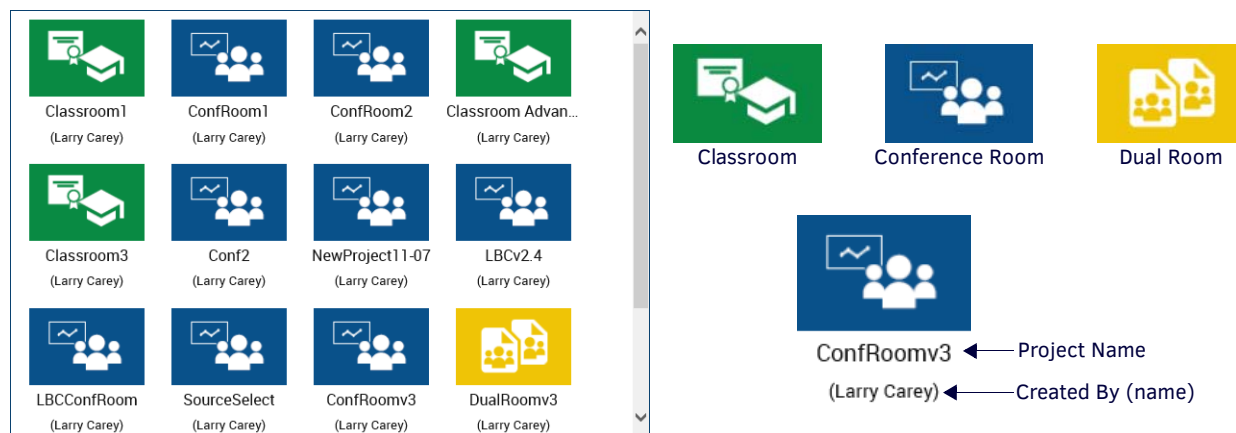 Classroom1 ConfRoom1 ConfRoom2 Classroom Advan...
(Larry Carey) (Larry Carey) (Larry Carey) (Larry Carey)
Classroom3 Conf2 NewProject11-07 LBCv2.4
(Larry Carey) (Larry Carey) (Larry Carey) (Larry Carey)
LBCConfRoom SourceSelect ConfRoomv3 DualRoomv3
(Larry Carey) (Larry Carey) (Larry Carey) (Larry Carey)
Classroom Conference Room Dual Room
ConfRoomv3 Project Name
(Larry Carey) Created By (name)